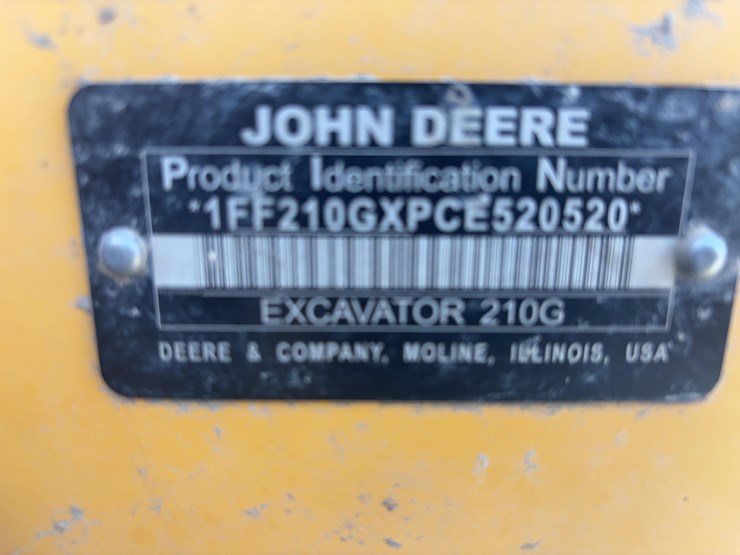 JOHN DEERE
Product Identification Number
*1FF210GXPCE520520*
EXCAVATOR 210G
DEERE & COMPANY, MOLINE, ILLINOIS, USA